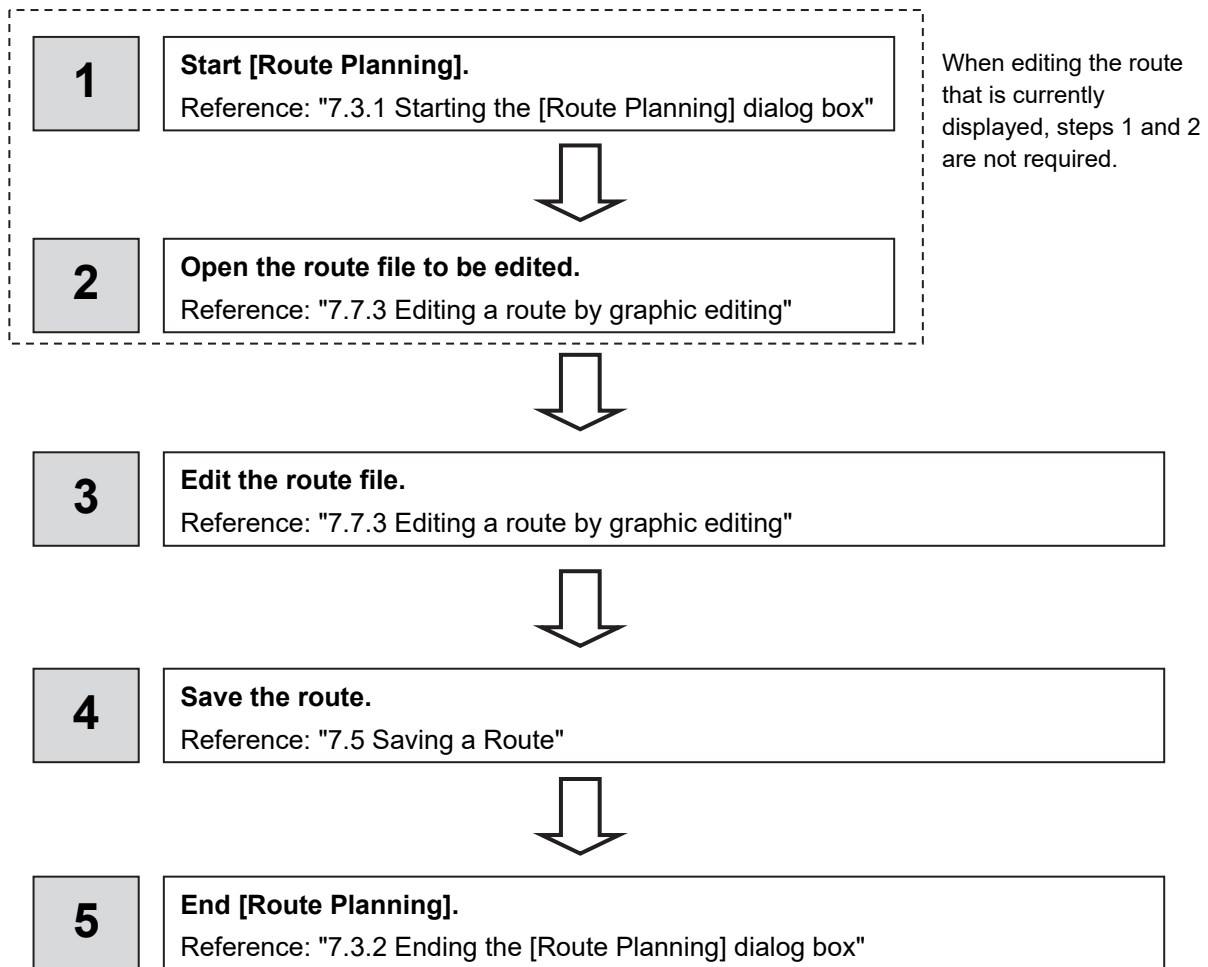 1
Start [Route Planning].
Reference: "7.3.1 Starting the [Route Planning] dialog box"
When editing the route
that is currently
displayed, steps 1 and 2
are not required.
2
Open the route file to be edited.
Reference: "7.7.3 Editing a route by graphic editing"
3
Edit the route file.
Reference: "7.7.3 Editing a route by graphic editing"
4
Save the route.
Reference: "7.5 Saving a Route"
5
End [Route Planning].
Reference: "7.3.2 Ending the [Route Planning] dialog box"